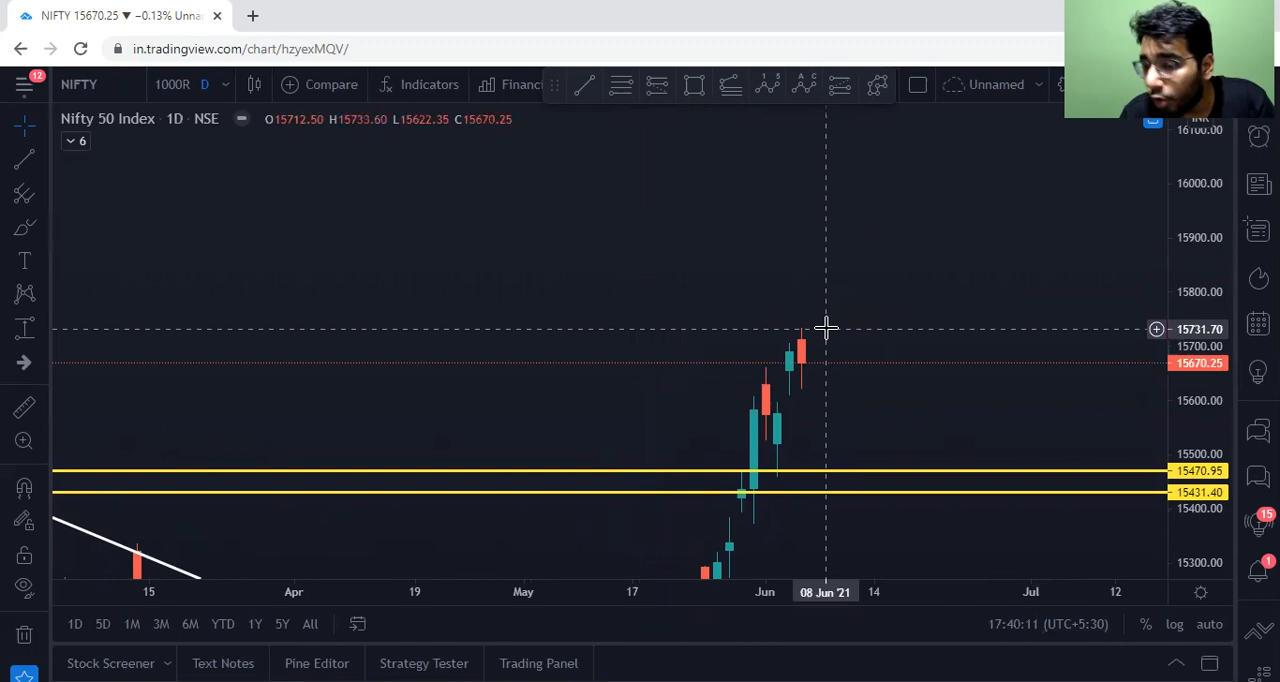 NIFTY 15670.25 ▼ −0.13% Unna
in.tradingview.com/chart/hzyexMQV/
12
NIFTY 1000R D Compare Indicators Financi Unnamed
Nifty 50 Index · 1D · NSE O15712.50 H15733.60 L15622.35 C15670.25
6
16100.00
16000.00
15900.00
15800.00
15731.70
15700.00
15670.25
15600.00
15500.00
15470.95
15431.40
15400.00
15300.00
15
1
15 Apr 19 May 17 Jun 08 Jun '21 14 Jul 12
1D 5D 1M 3M 6M YTD 1Y 5Y All 17:40:11 (UTC+5:30) % log auto
Stock Screener Text Notes Pine Editor Strategy Tester Trading Panel